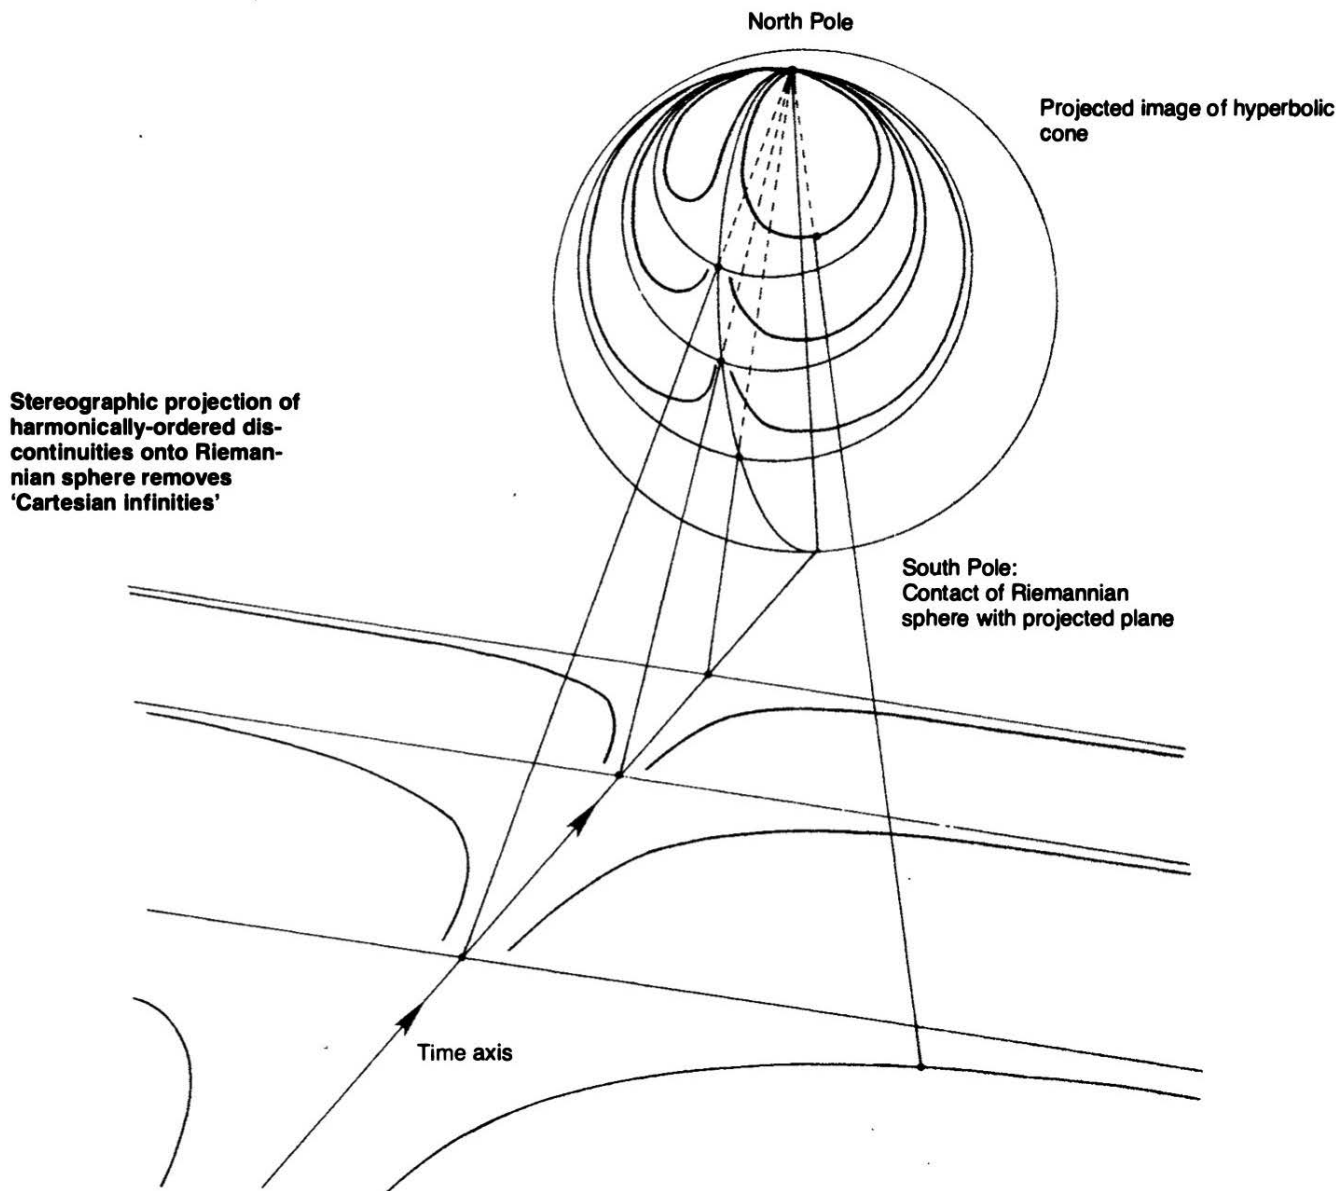 North Pole
Projected image of hyperbolic
cone
Stereographic projection of
harmonically-ordered dis-
continuities onto Rieman-
nian sphere removes
'Cartesian infinities'
South Pole:
Contact of Riemannian
sphere with projected plane
Time axis